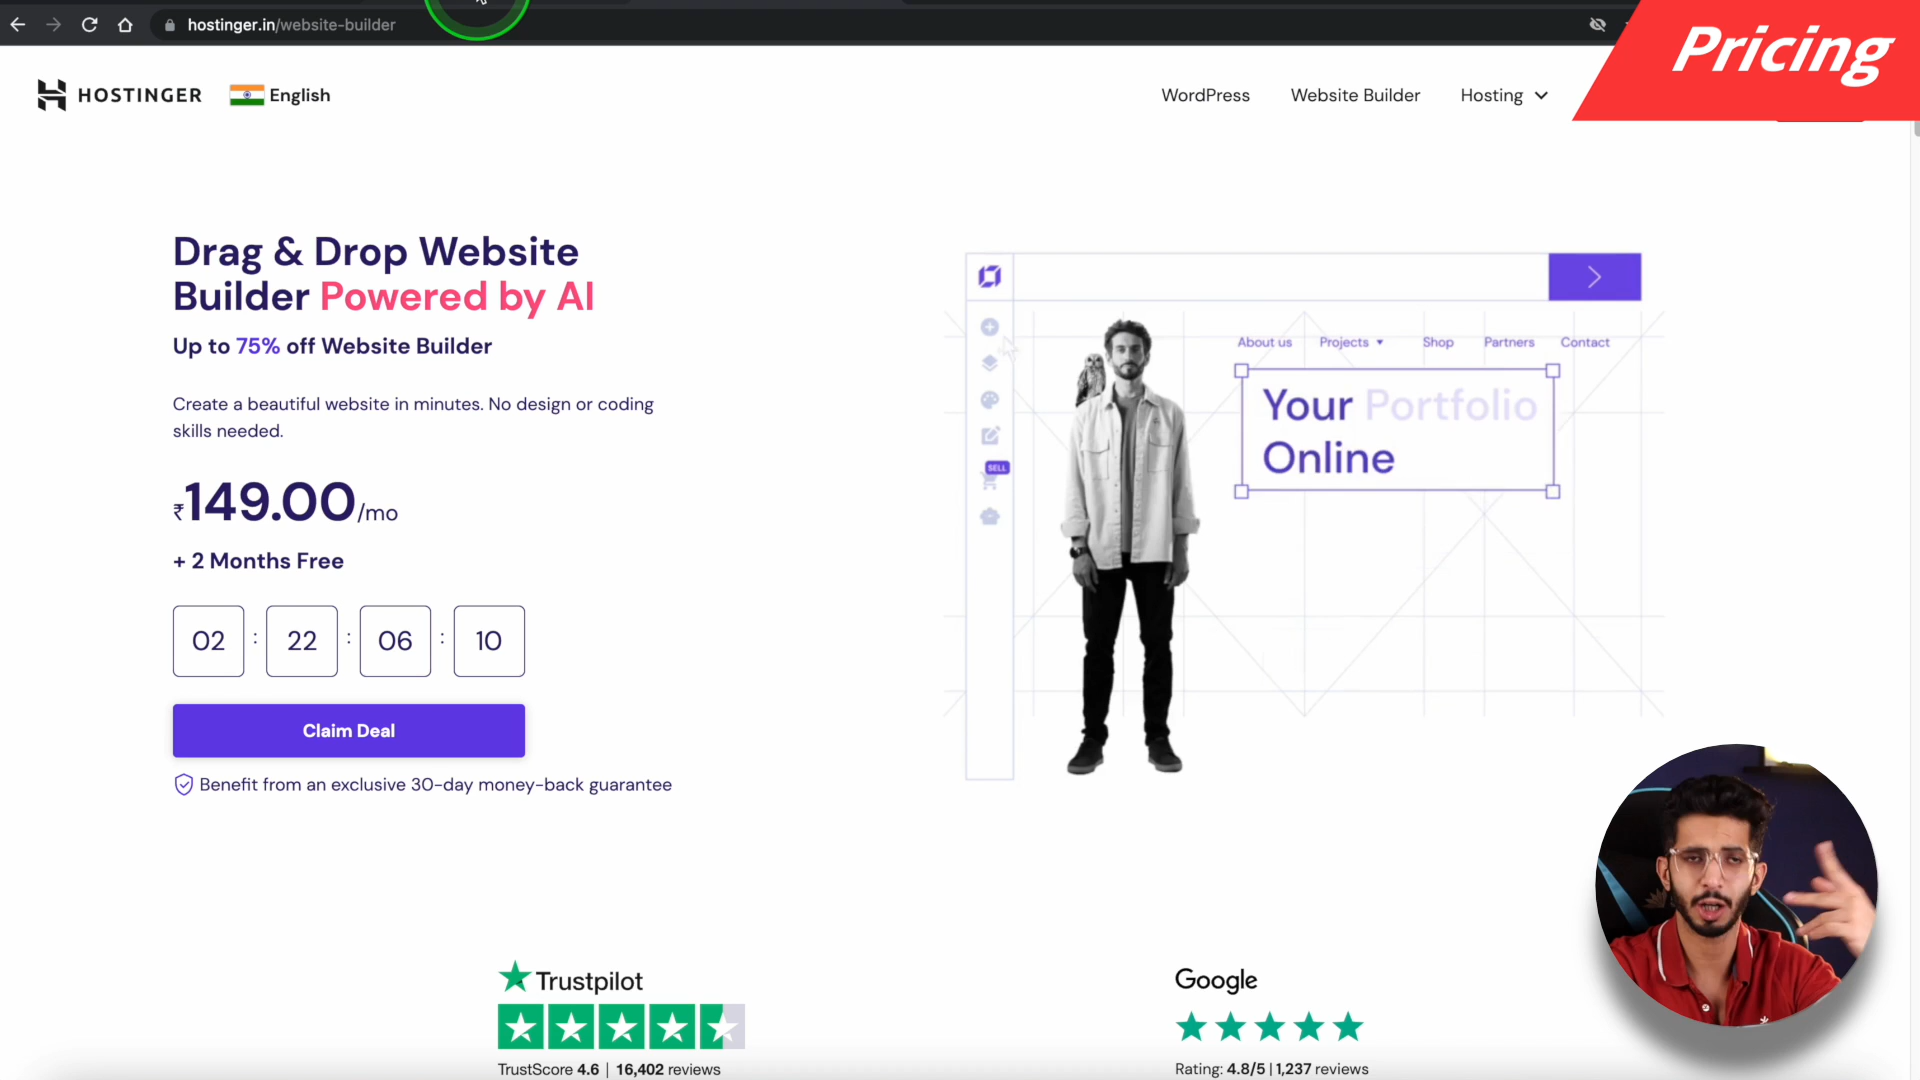 hostinger.in/website-builder
Pricing
HOSTINGER
English
WordPress
Website Builder
Hosting
Drag & Drop Website
Builder Powered by AI
Up to 75% off Website Builder
Create a beautiful website in minutes. No design or coding
skills needed.
₹149.00/mo
+ 2 Months Free
02 : 22 : 06 : 10
Claim Deal
Benefit from an exclusive 30-day money-back guarantee
About us
Projects
Shop
Partners
Contact
SELL
Your Portfolio
Online
Trustpilot
TrustScore 4.6 | 16,402 reviews
Google
Rating: 4.8/5 | 1,237 reviews